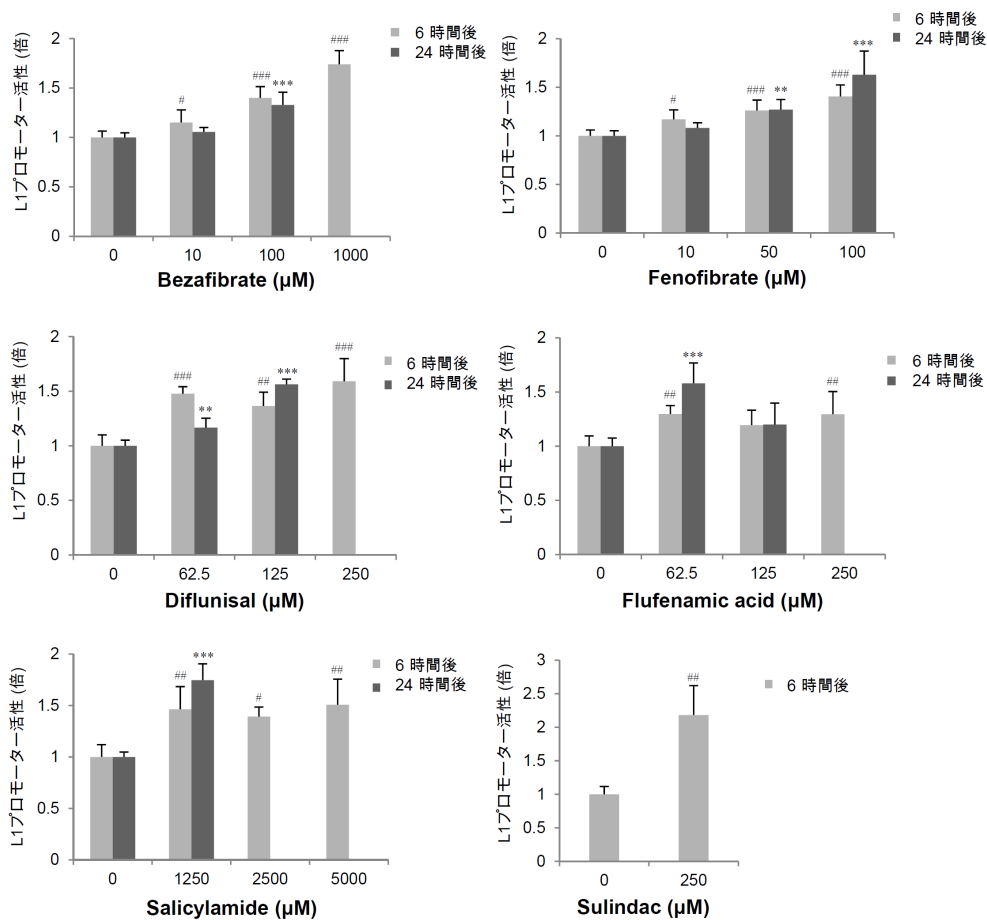 L1プロモーター活性 (倍)
2
1.5
1
0.5
0
#
###
***
###
6 時間後
24 時間後
0 10 100 1000
Bezafibrate (µM)
L1プロモーター活性 (倍)
2
1.5
1
0.5
0
#
###
**
###
***
6 時間後
24 時間後
0 10 50 100
Fenofibrate (µM)
L1プロモーター活性 (倍)
2
1.5
1
0.5
0
###
**
##
***
###
6 時間後
24 時間後
0 62.5 125 250
Diflunisal (µM)
L1プロモーター活性 (倍)
2
1.5
1
0.5
0
##
***
##
6 時間後
24 時間後
0 62.5 125 250
Flufenamic acid (µM)
L1プロモーター活性 (倍)
2
1.5
1
0.5
0
##
***
#
##
6 時間後
24 時間後
0 1250 2500 5000
Salicylamide (µM)
L1プロモーター活性 (倍)
3
2.5
2
1.5
1
0.5
0
##
6 時間後
0 250
Sulindac (µM)